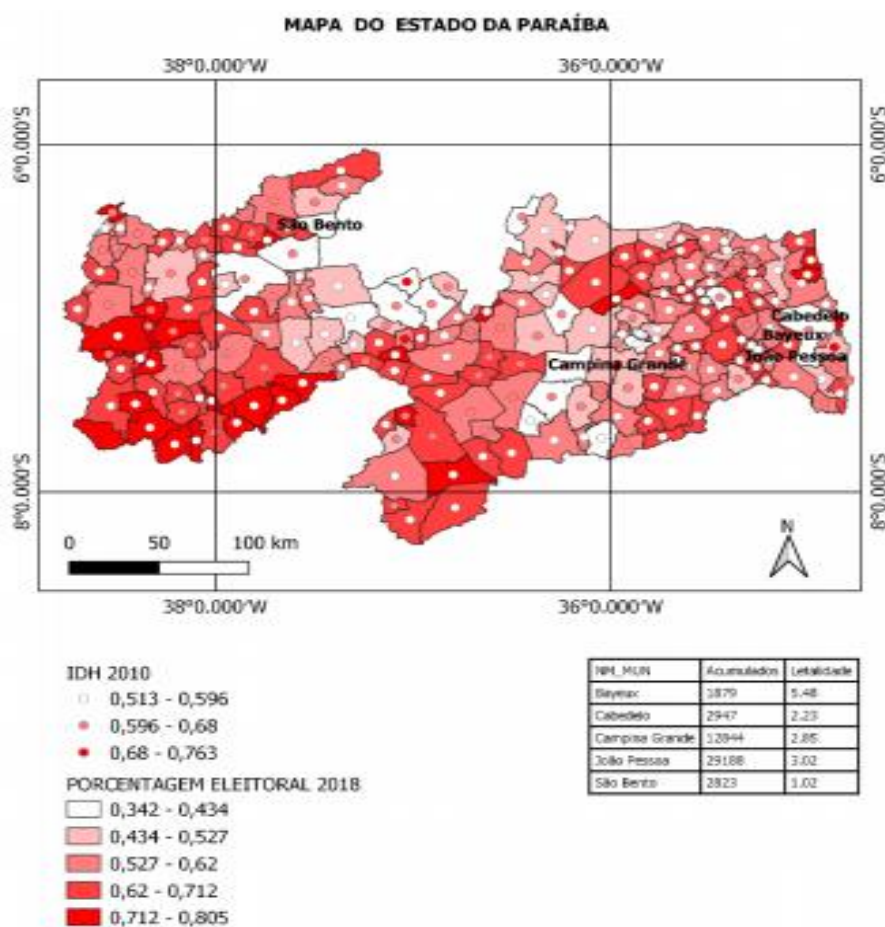 MAPA DO ESTADO DA PARAÍBA
38°0.000'W 36°0.000'W
6°0.000'S 6°0.000'S
São Bento
Cabedelo
Bayeux
João Pessoa
Campina Grande
8°0.000'S 8°0.000'S
N
0 50 100 km
38°0.000'W 36°0.000'W
IDH 2010
0,513 - 0,596
0,596 - 0,68
0,68 - 0,763
PORCENTAGEM ELEITORAL 2018
0,342 - 0,434
0,434 - 0,527
0,527 - 0,62
0,62 - 0,712
0,712 - 0,805
NM_MUN Acumulados Letalidade
Bayeux 1879 5.48
Cabedelo 2947 2.23
Campina Grande 12844 2.85
João Pessoa 29188 3.02
São Bento 2823 1.02